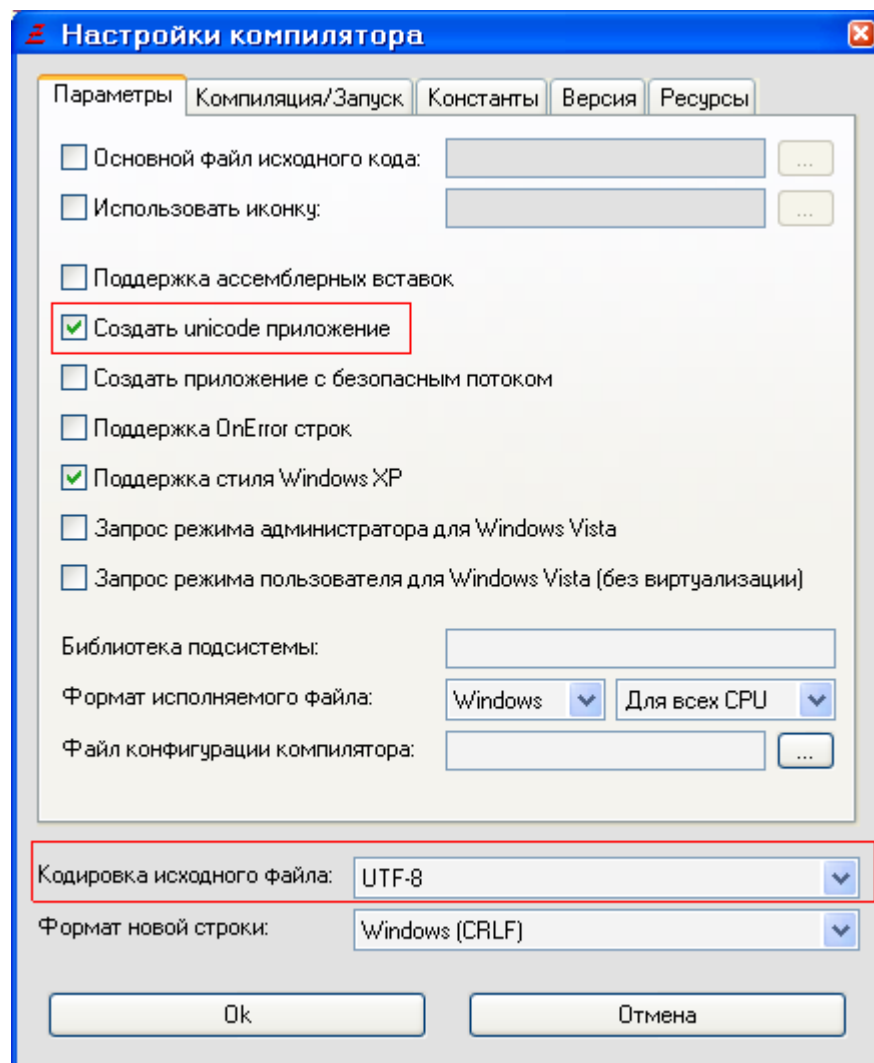 Настройки компилятора
Параметры Компиляция/Запуск Константы Версия Ресурсы
Основной файл исходного кода: ...
Использовать иконку: ...
Поддержка ассемблерных вставок
Создать unicode приложение
Создать приложение с безопасным потоком
Поддержка OnError строк
Поддержка стиля Windows XP
Запрос режима администратора для Windows Vista
Запрос режима пользователя для Windows Vista (без виртуализации)
Библиотека подсистемы:
Формат исполняемого файла: Windows Для всех CPU
Файл конфигурации компилятора: ...
Кодировка исходного файла: UTF-8
Формат новой строки: Windows (CRLF)
Ok Отмена